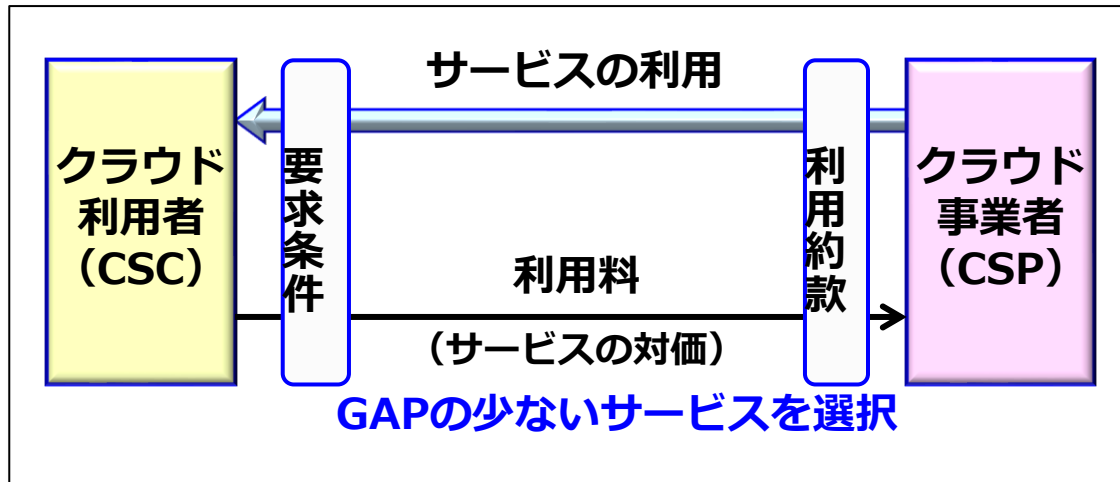 サービスの利用
クラウド
利用者
（CSC）
要求条件
利用約款
クラウド
事業者
（CSP）
利用料
（サービスの対価）
GAPの少ないサービスを選択